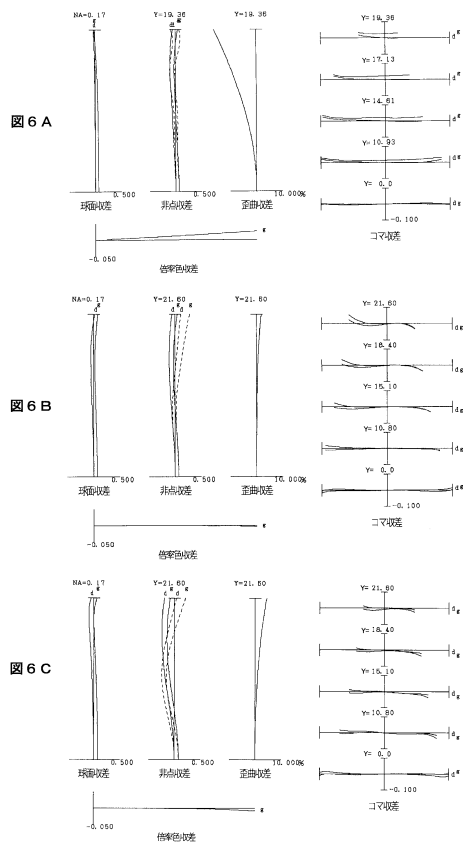 図6A
NA=0.17
d g
0.500
球面収差
Y=19.36
d g
0.500
非点収差
Y=18.36
10.000%
歪曲収差
-0.050
g
倍率色収差
Y=19.36
d g
Y=17.13
d g
Y=14.61
d g
Y=10.93
d g
Y= 0.0
d g
-0.100
コマ収差
図6B
NA=0.17
d g
0.500
球面収差
Y=21.60
d g d g
0.500
非点収差
Y=21.60
10.000%
歪曲収差
-0.050
g
倍率色収差
Y=21.60
d g
Y=18.40
d g
Y=15.10
d g
Y=10.80
d g
Y= 0.0
d g
-0.100
コマ収差
図6C
NA=0.17
d g
0.500
球面収差
Y=21.60
d g d g
0.500
非点収差
Y=21.60
10.000%
歪曲収差
-0.050
g
倍率色収差
Y=21.60
d g
Y=18.40
d g
Y=15.10
d g
Y=10.80
d g
Y= 0.0
d g
-0.100
コマ収差